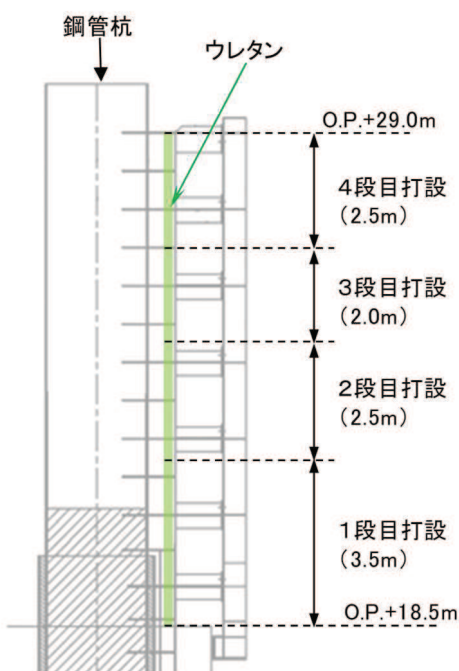 鋼管杭
ウレタン
O.P.+29.0m
4段目打設
(2.5m)
3段目打設
(2.0m)
2段目打設
(2.5m)
1段目打設
(3.5m)
O.P.+18.5m